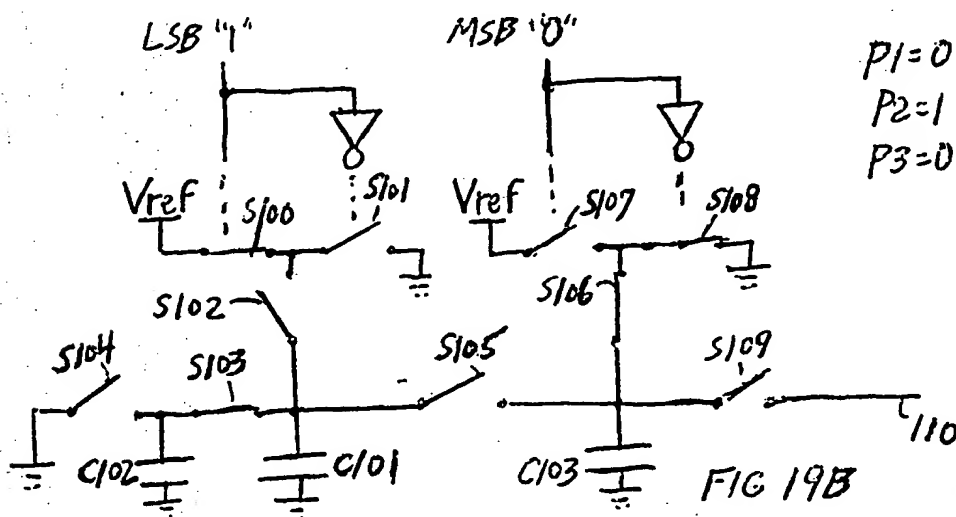 LSB "1"
MSB "0"
P1=0
P2=1
P3=0
Vref
S100
S101
Vref
S107
S108
S102
S106
S104
S103
S105
S109
110
C102
C101
C103
FIG 19B